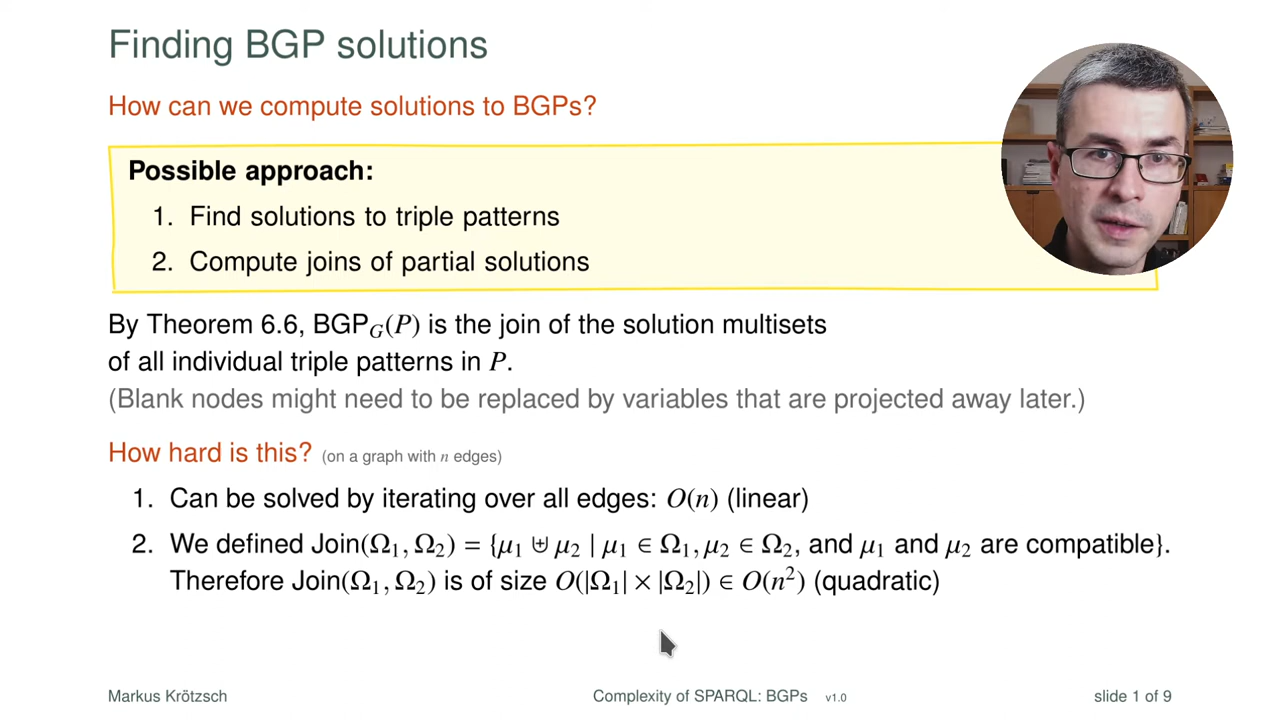 Finding BGP solutions
How can we compute solutions to BGPs?
Possible approach:
1. Find solutions to triple patterns
2. Compute joins of partial solutions
By Theorem 6.6, BGP_G(P) is the join of the solution multisets
of all individual triple patterns in P.
(Blank nodes might need to be replaced by variables that are projected away later.)
How hard is this? (on a graph with n edges)
1. Can be solved by iterating over all edges: O(n) (linear)
2. We defined Join(Ω₁, Ω₂) = {μ₁ ⊎ μ₂ | μ₁ ∈ Ω₁, μ₂ ∈ Ω₂, and μ₁ and μ₂ are compatible}.
Therefore Join(Ω₁, Ω₂) is of size O(|Ω₁| × |Ω₂|) ∈ O(n²) (quadratic)
Markus Krötzsch Complexity of SPARQL: BGPs v1.0 slide 1 of 9